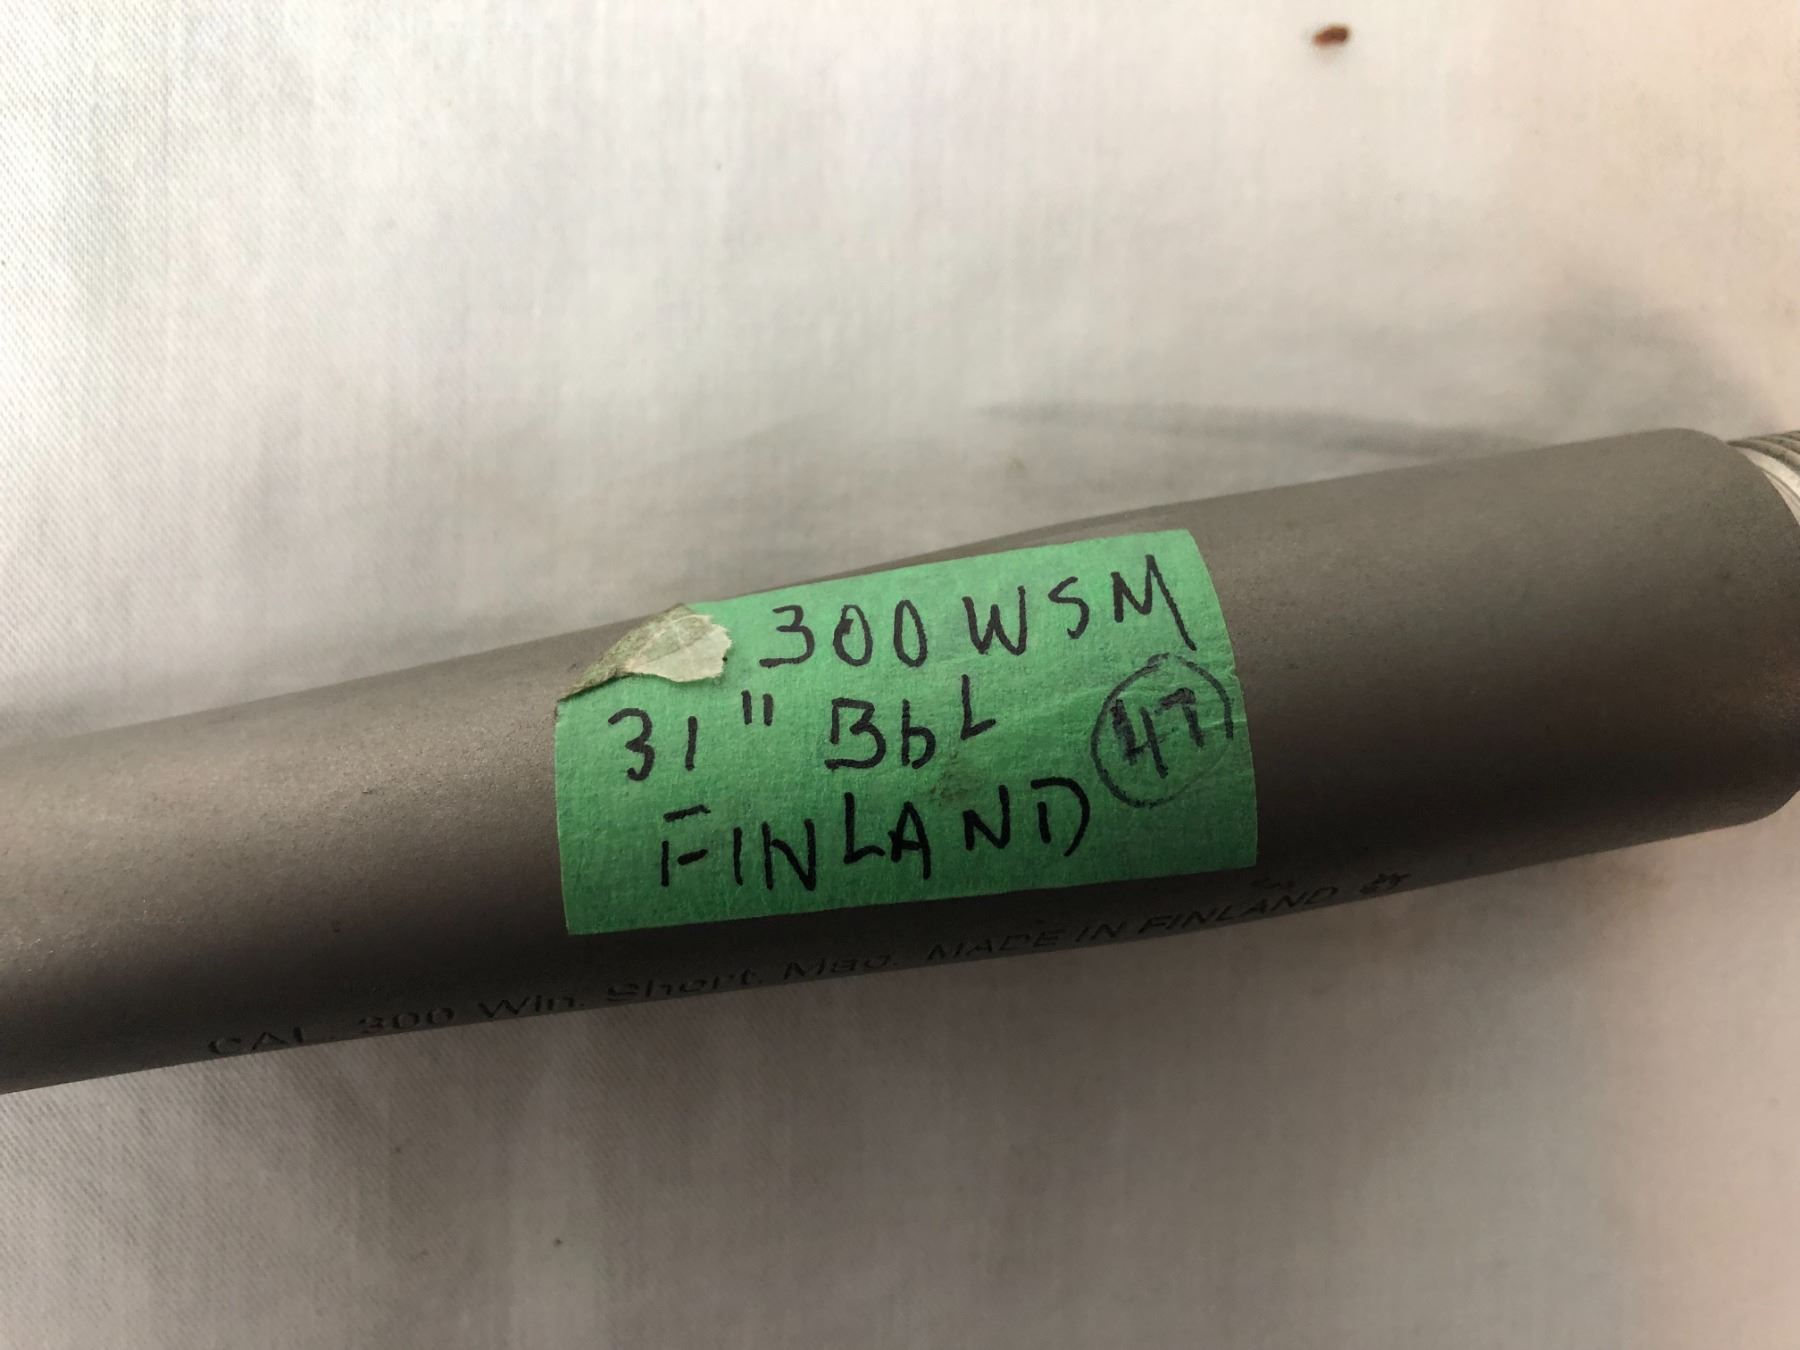 300 WSM
31" BbL 47
FINLAND
CAL. 300 Win. Short. Mag. MADE IN FINLAND